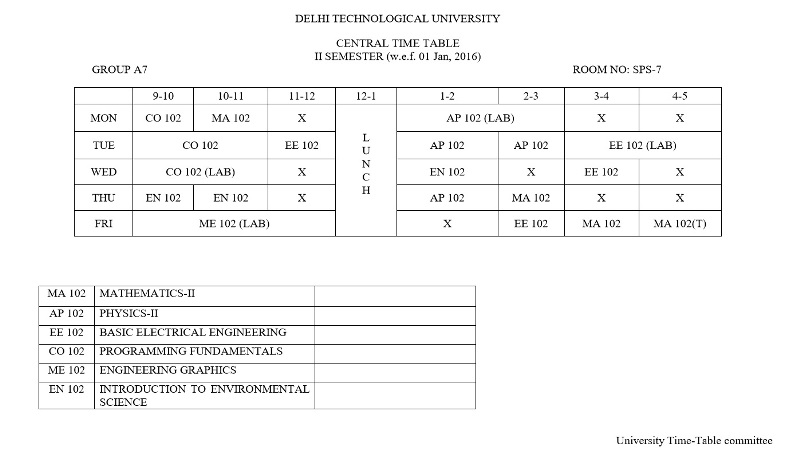 DELHI TECHNOLOGICAL UNIVERSITY
CENTRAL TIME TABLE
II SEMESTER (w.e.f. 01 Jan, 2016)
GROUP A7 ROOM NO: SPS-7
9-10 10-11 11-12 12-1 1-2 2-3 3-4 4-5
MON CO 102 MA 102 X L U N C H AP 102 (LAB) X X
TUE CO 102 EE 102 AP 102 AP 102 EE 102 (LAB)
WED CO 102 (LAB) X EN 102 X EE 102 X
THU EN 102 EN 102 X AP 102 MA 102 X X
FRI ME 102 (LAB) X EE 102 MA 102 MA 102(T)
MA 102 MATHEMATICS-II
AP 102 PHYSICS-II
EE 102 BASIC ELECTRICAL ENGINEERING
CO 102 PROGRAMMING FUNDAMENTALS
ME 102 ENGINEERING GRAPHICS
EN 102 INTRODUCTION TO ENVIRONMENTAL
SCIENCE
University Time-Table committee